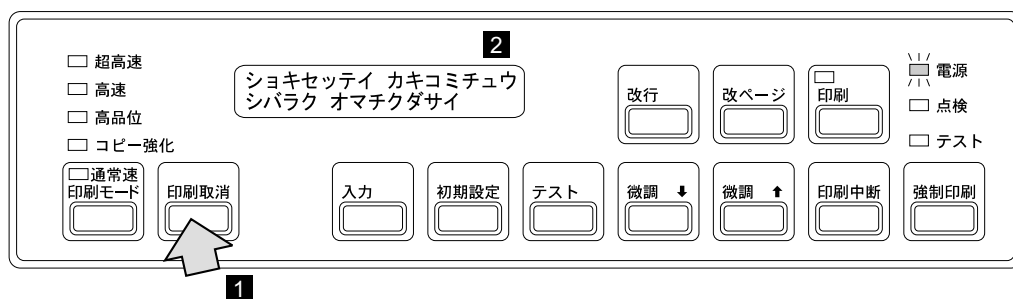 2
超高速
高速
高品位
コピー強化
ショキセッテイ カキコミチュウ
シバラク オマチクダサイ
改行
改ページ
印刷
電源
点検
テスト
通常速
印刷モード
印刷取消
入力
初期設定
テスト
微調 ⬇
微調 ⬆
印刷中断
強制印刷
1